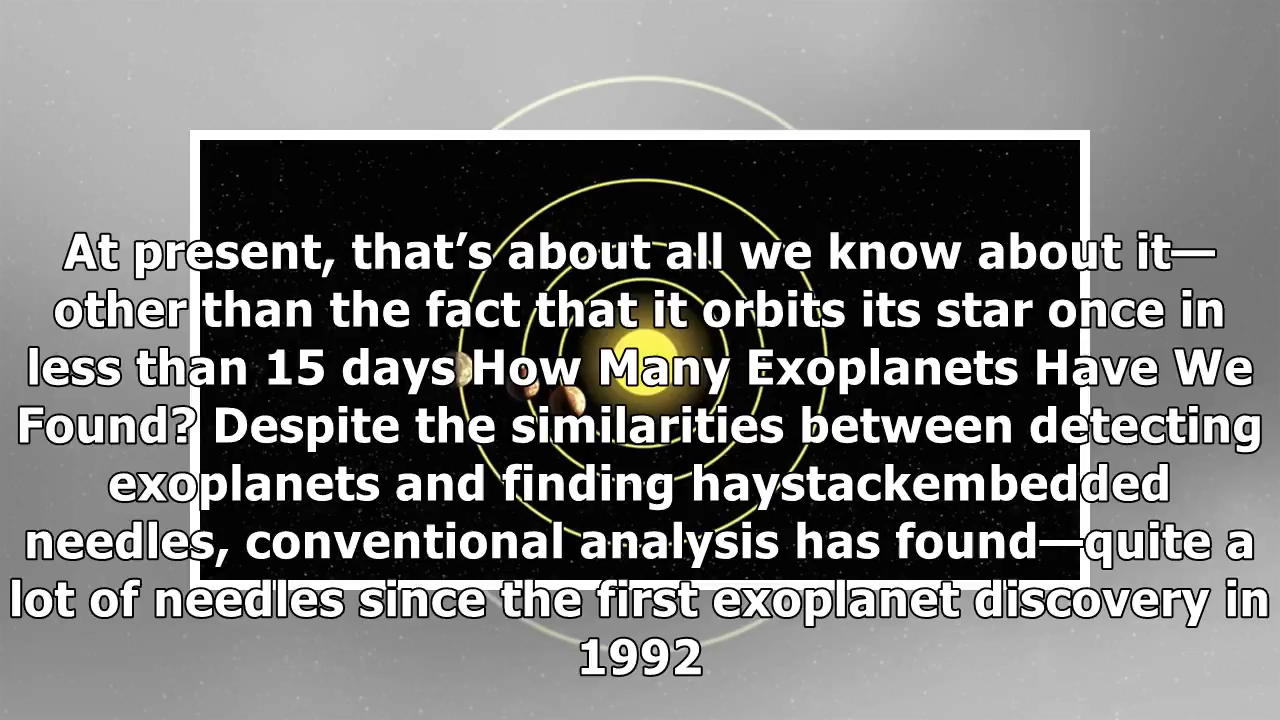 At present, that’s about all we know about it—
other than the fact that it orbits its star once in
less than 15 days How Many Exoplanets Have We
Found? Despite the similarities between detecting
exoplanets and finding haystackembedded
needles, conventional analysis has found—quite a
lot of needles since the first exoplanet discovery in
1992